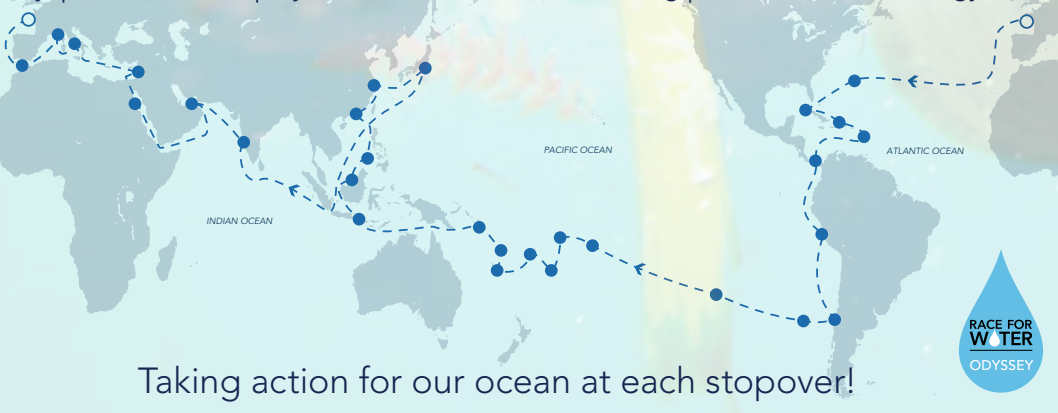 PACIFIC OCEAN
ATLANTIC OCEAN
INDIAN OCEAN
RACE FOR
WATER
ODYSSEY
Taking action for our ocean at each stopover!